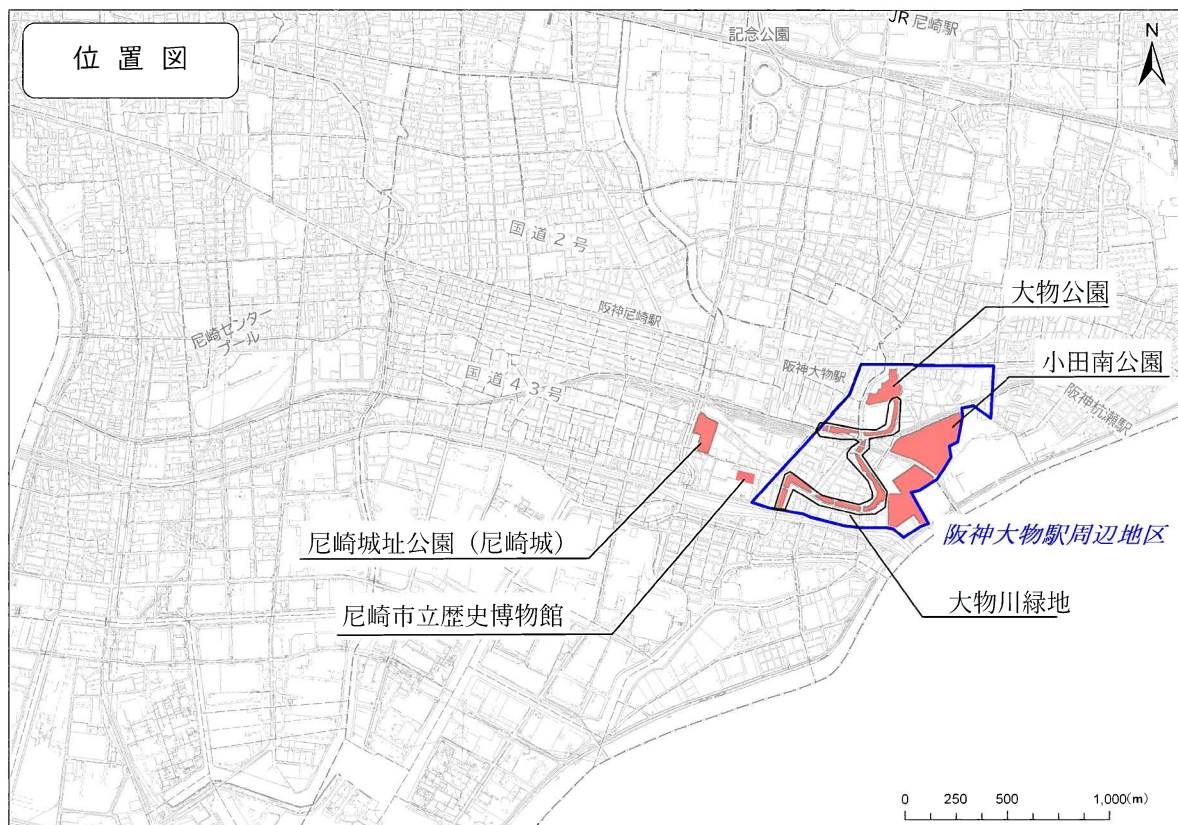 位置図
JR 尼崎駅
記念公園
N
国道2号
大物公園
阪神尼崎駅
尼崎センター
プール
小田南公園
阪神大物駅
国道43号
阪神杭瀬駅
尼崎城址公園（尼崎城）
阪神大物駅周辺地区
大物川緑地
尼崎市立歴史博物館
0 250 500 1,000(m)